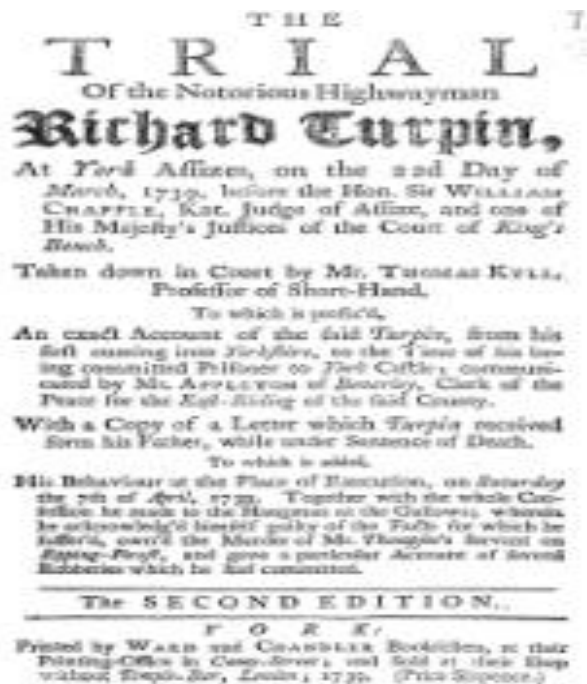 THE
TRIAL
Of the Notorious Highwayman
Richard Turpin,
At York Aſſizes, on the 22d Day of
March, 1739, before the Hon. Sir WILLIAM
CHAPPLE, Knt. Judge of Aſſize, and one of
His Majeſty's Juſtices of the Court of King's
Bench.
Taken down in Court by Mr. THOMAS KYLL,
Profeſſor of Short-Hand.
To which is prefix'd,
An exact Account of the ſaid Turpin, from his
firſt coming into Yorkſhire, to the Time of his be-
ing committed Priſoner to York Caſtle; communi-
cated by Mr. APPLETON of Beverley, Clerk of the
Peace for the Eaſt-Riding of the ſaid County.
With a Copy of a Letter which Turpin received
form his Father, while under Sentence of Death.
To which is added,
His Behaviour at the Place of Execution, on Saturday
the 7th of April, 1739. Together with the whole Con-
feſſion he made to the Hangman at the Gallows; wherein
he acknowledg'd himſelf guilty of the Facts for which he
ſuffer'd, own'd the Murder of Mr. Thompſon's Servant on
Epping-Foreſt, and gave a particular Account of ſeveral
Robberies which he had committed.
The SECOND EDITION.
YORK:
Printed by WARD and CHANDLER Bookſellers, at their
Printing-Office in Coney-Street; and Sold at their Shop
without Temple-Bar, London; 1739. (Price Sixpence.)